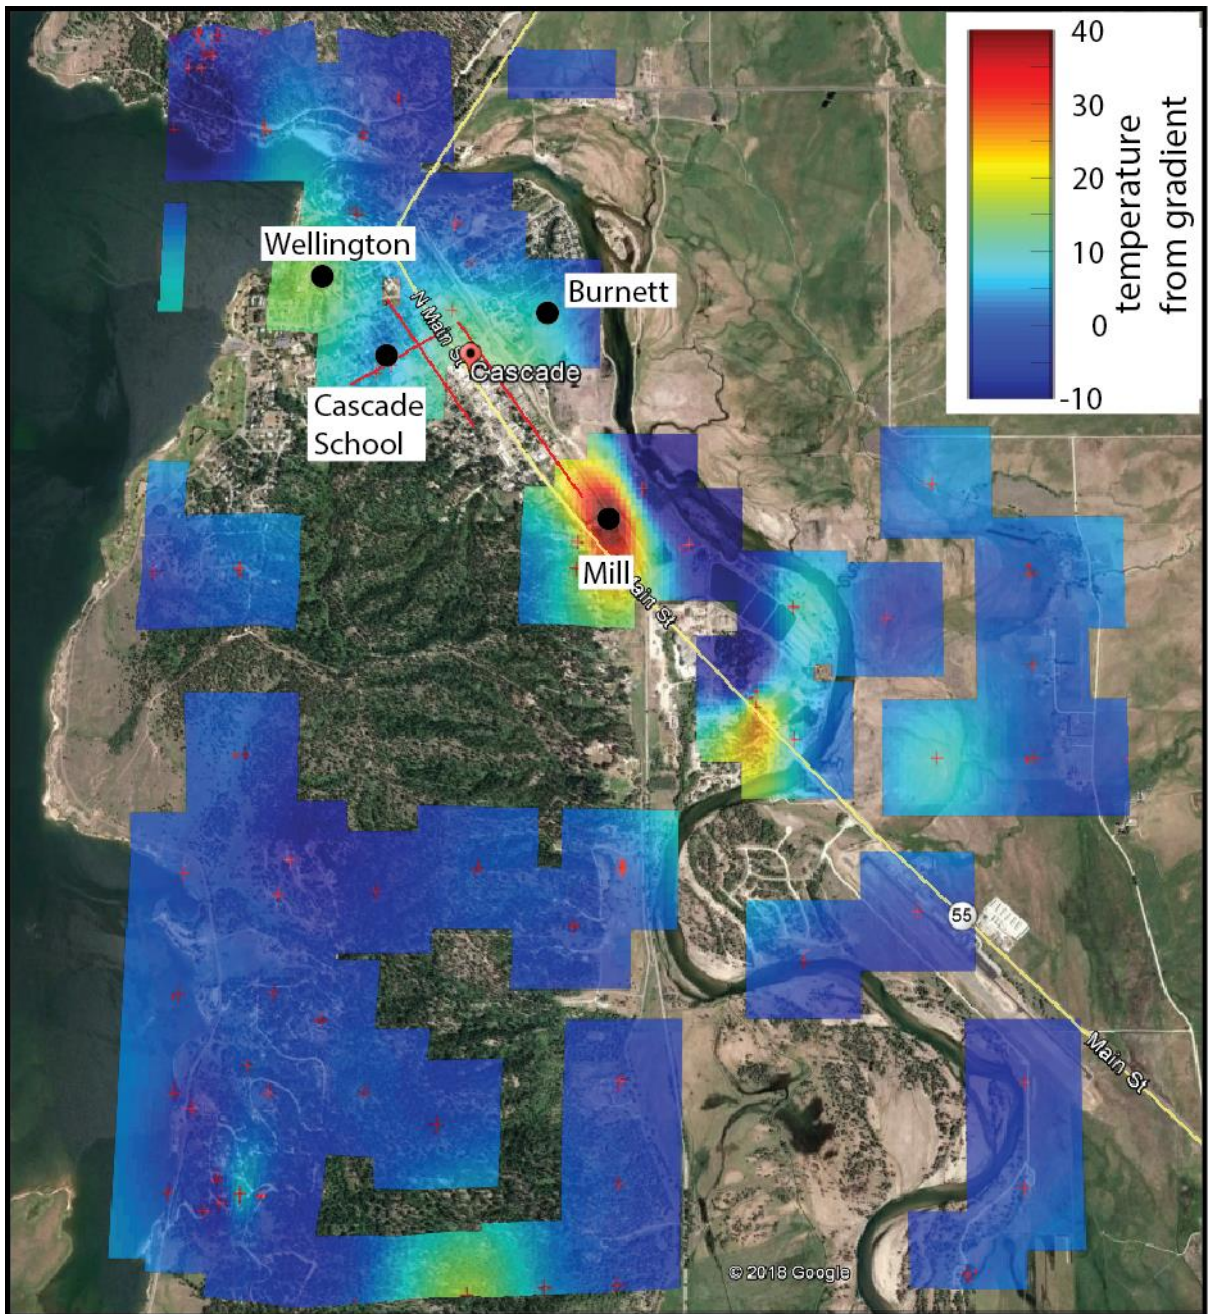 40
30
20
10
0
-10
temperature
from gradient
Wellington
Burnett
N Main St
Cascade
Cascade
School
Mill
Main St
55
Main St
© 2018 Google